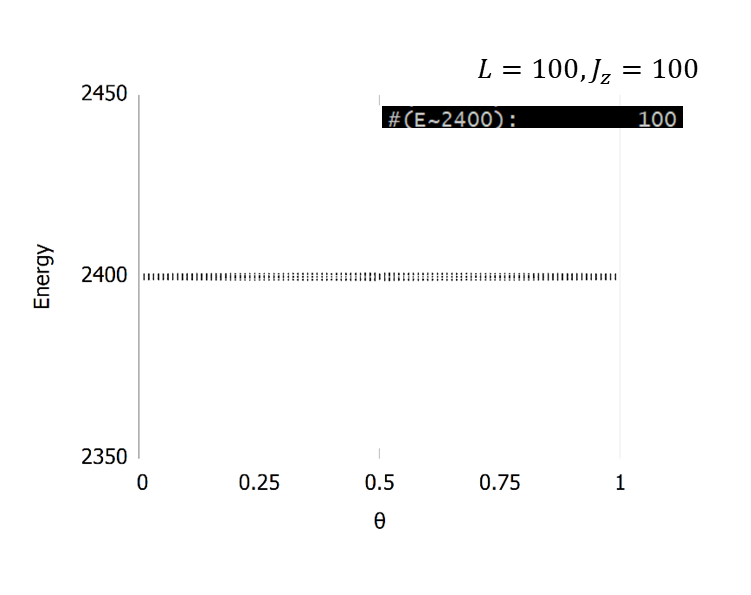 L = 100, J_z = 100
2450
#(E~2400): 100
Energy
2400
2350
0 0.25 0.5 0.75 1
θ